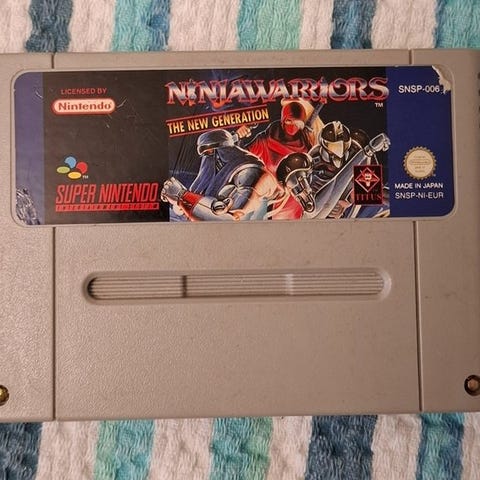 LICENSED BY
Nintendo
NINJAWARRIORS
TM
THE NEW GENERATION
SNSP-006
TM
SUPER NINTENDO
ENTERTAINMENT SYSTEM
TITUS
MADE IN JAPAN
SNSP-NI-EUR